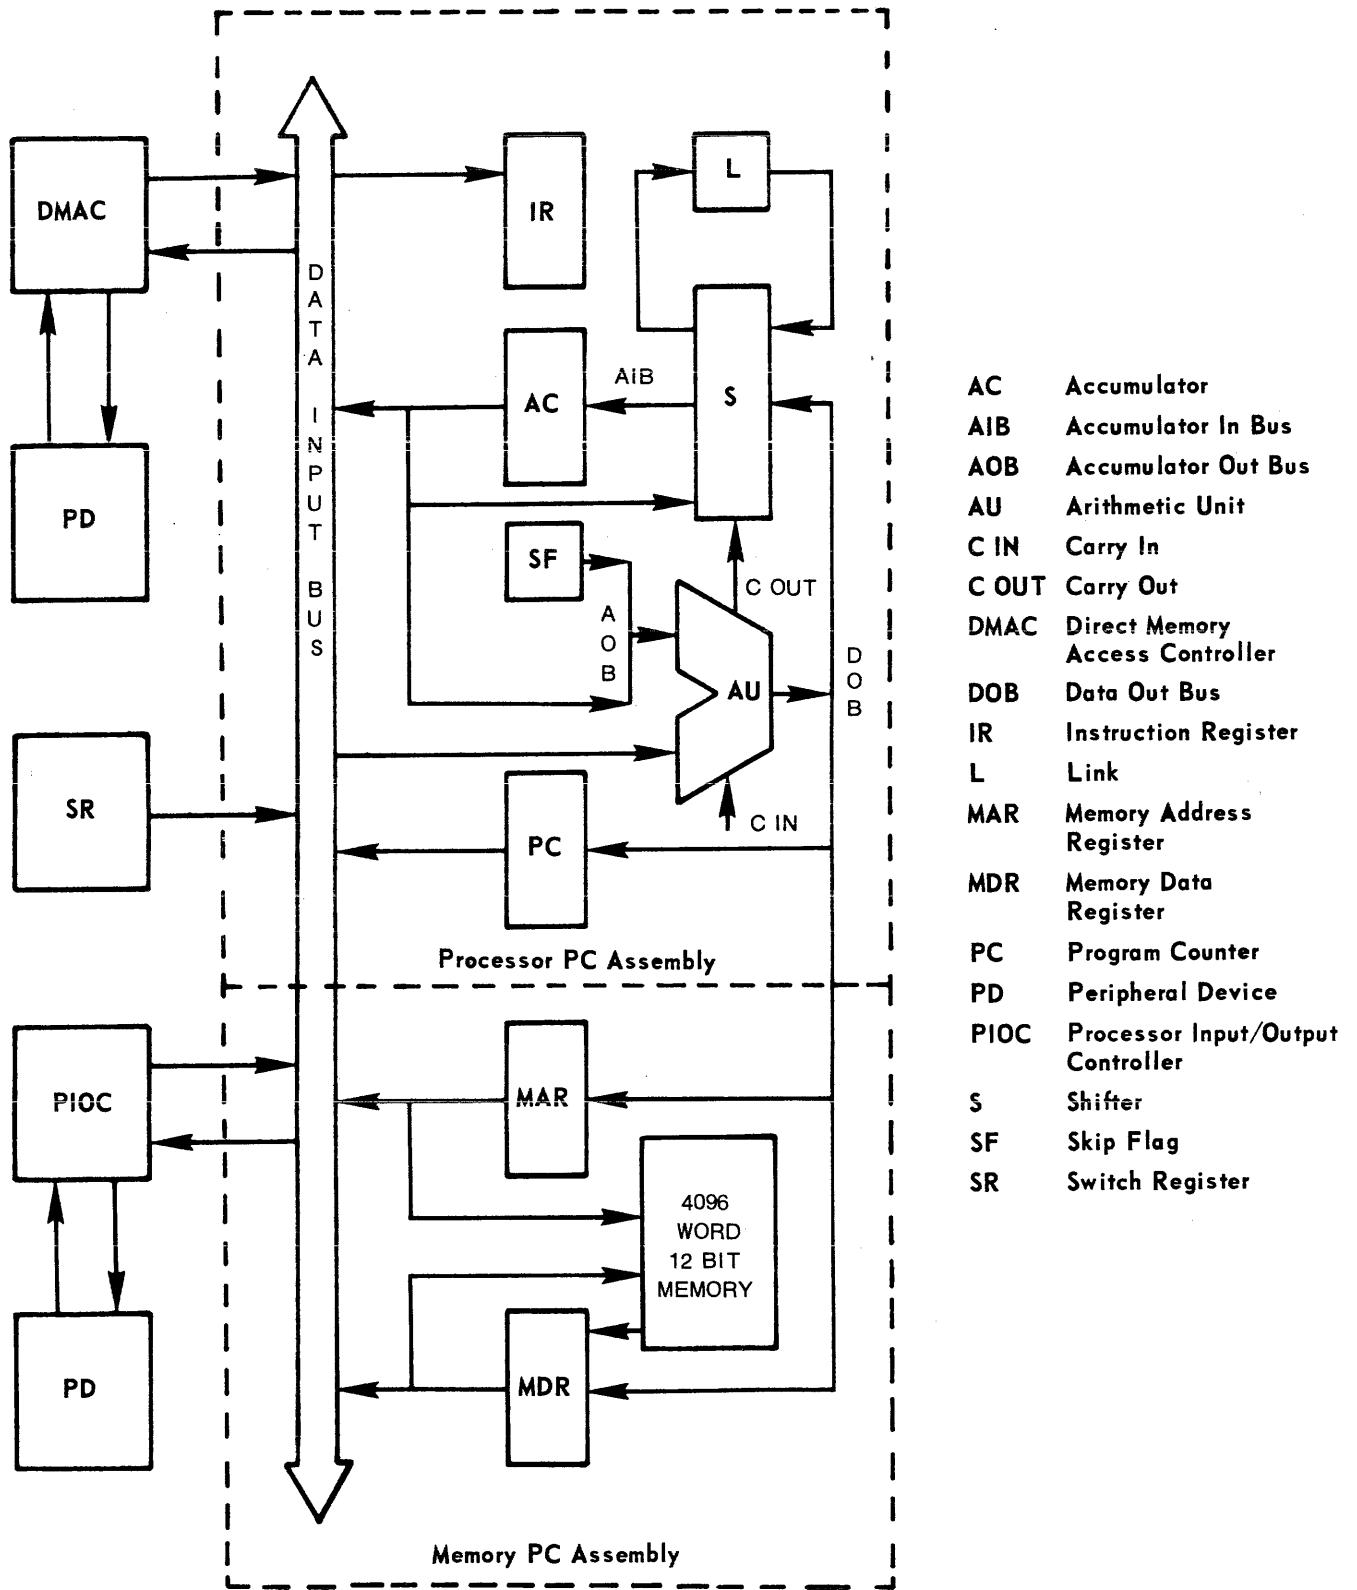 DMAC
IR
L
DATA INPUT BUS
AIB
AC
S
PD
SF
C OUT
AOB
AU
DOB
SR
C IN
PC
Processor PC Assembly
PIOC
MAR
4096
WORD
12 BIT
MEMORY
PD
MDR
Memory PC Assembly
AC Accumulator
AIB Accumulator In Bus
AOB Accumulator Out Bus
AU Arithmetic Unit
C IN Carry In
C OUT Carry Out
DMAC Direct Memory
Access Controller
DOB Data Out Bus
IR Instruction Register
L Link
MAR Memory Address
Register
MDR Memory Data
Register
PC Program Counter
PD Peripheral Device
PIOC Processor Input/Output
Controller
S Shifter
SF Skip Flag
SR Switch Register